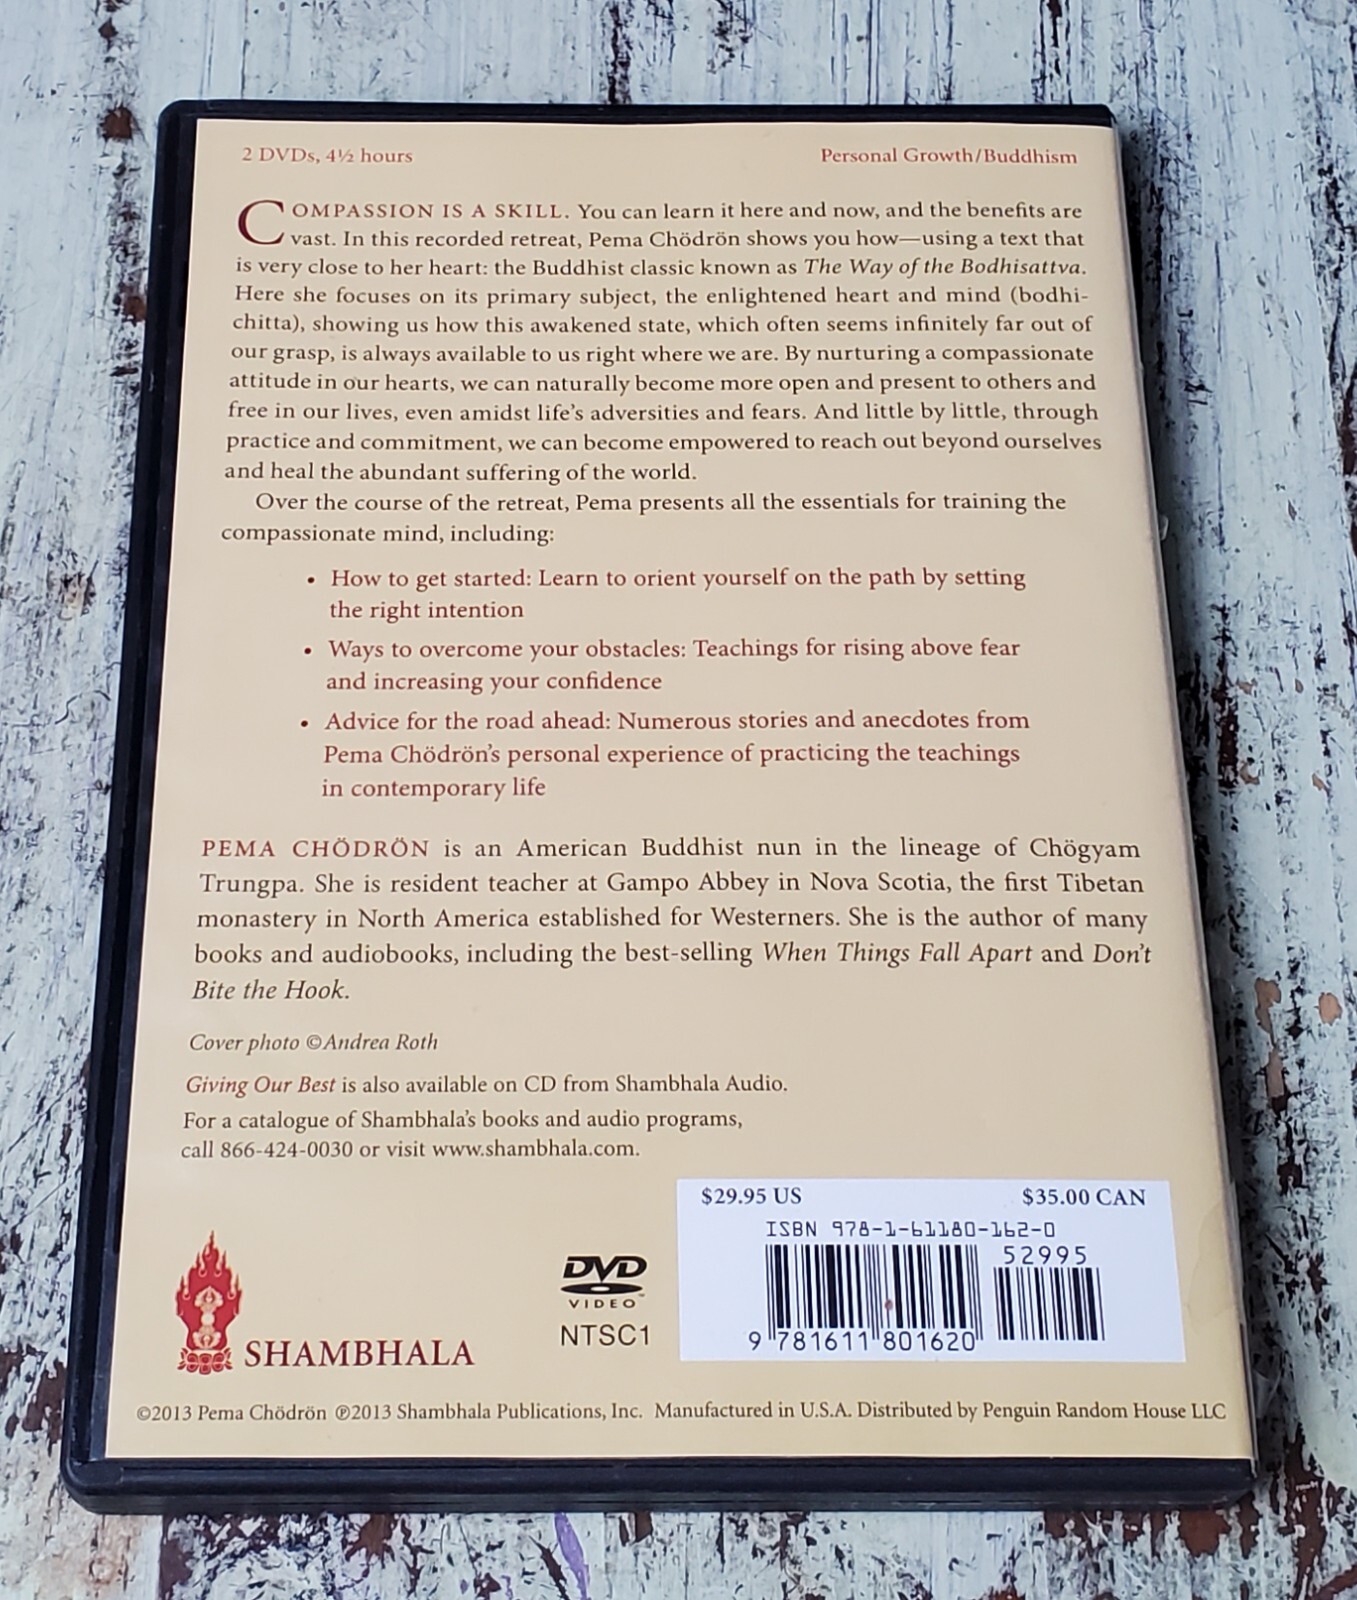 2 DVDs, 4½ hours
Personal Growth/Buddhism
COMPASSION IS A SKILL. You can learn it here and now, and the benefits are
vast. In this recorded retreat, Pema Chödrön shows you how—using a text that
is very close to her heart: the Buddhist classic known as The Way of the Bodhisattva.
Here she focuses on its primary subject, the enlightened heart and mind (bodhi-
chitta), showing us how this awakened state, which often seems infinitely far out of
our grasp, is always available to us right where we are. By nurturing a compassionate
attitude in our hearts, we can naturally become more open and present to others and
free in our lives, even amidst life's adversities and fears. And little by little, through
practice and commitment, we can become empowered to reach out beyond ourselves
and heal the abundant suffering of the world.
Over the course of the retreat, Pema presents all the essentials for training the
compassionate mind, including:
• How to get started: Learn to orient yourself on the path by setting
the right intention
• Ways to overcome your obstacles: Teachings for rising above fear
and increasing your confidence
• Advice for the road ahead: Numerous stories and anecdotes from
Pema Chödrön's personal experience of practicing the teachings
in contemporary life
PEMA CHÖDRÖN is an American Buddhist nun in the lineage of Chögyam
Trungpa. She is resident teacher at Gampo Abbey in Nova Scotia, the first Tibetan
monastery in North America established for Westerners. She is the author of many
books and audiobooks, including the best-selling When Things Fall Apart and Don't
Bite the Hook.
Cover photo ©Andrea Roth
Giving Our Best is also available on CD from Shambhala Audio.
For a catalogue of Shambhala's books and audio programs,
call 866-424-0030 or visit www.shambhala.com.
$29.95 US
$35.00 CAN
ISBN 978-1-61180-162-0
52995
9 781611 801620
DVD
VIDEO™
NTSC1
SHAMBHALA
©2013 Pema Chödrön ℗2013 Shambhala Publications, Inc. Manufactured in U.S.A. Distributed by Penguin Random House LLC